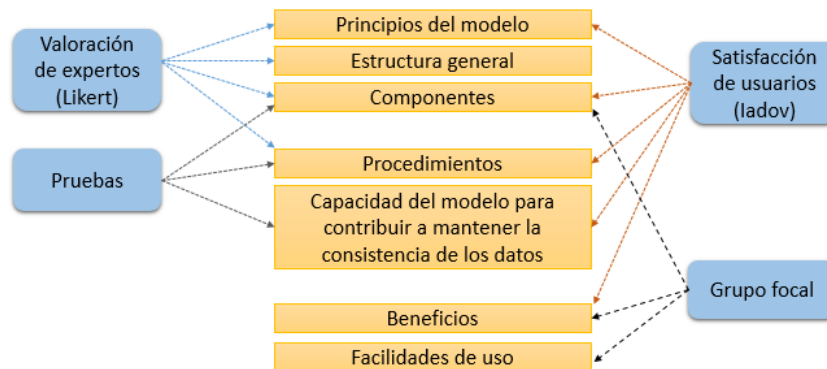 Valoración
de expertos
(Likert)
Pruebas
Principios del modelo
Estructura general
Componentes
Procedimientos
Capacidad del modelo para
contribuir a mantener la
consistencia de los datos
Beneficios
Facilidades de uso
Satisfacción
de usuarios
(Iadov)
Grupo focal